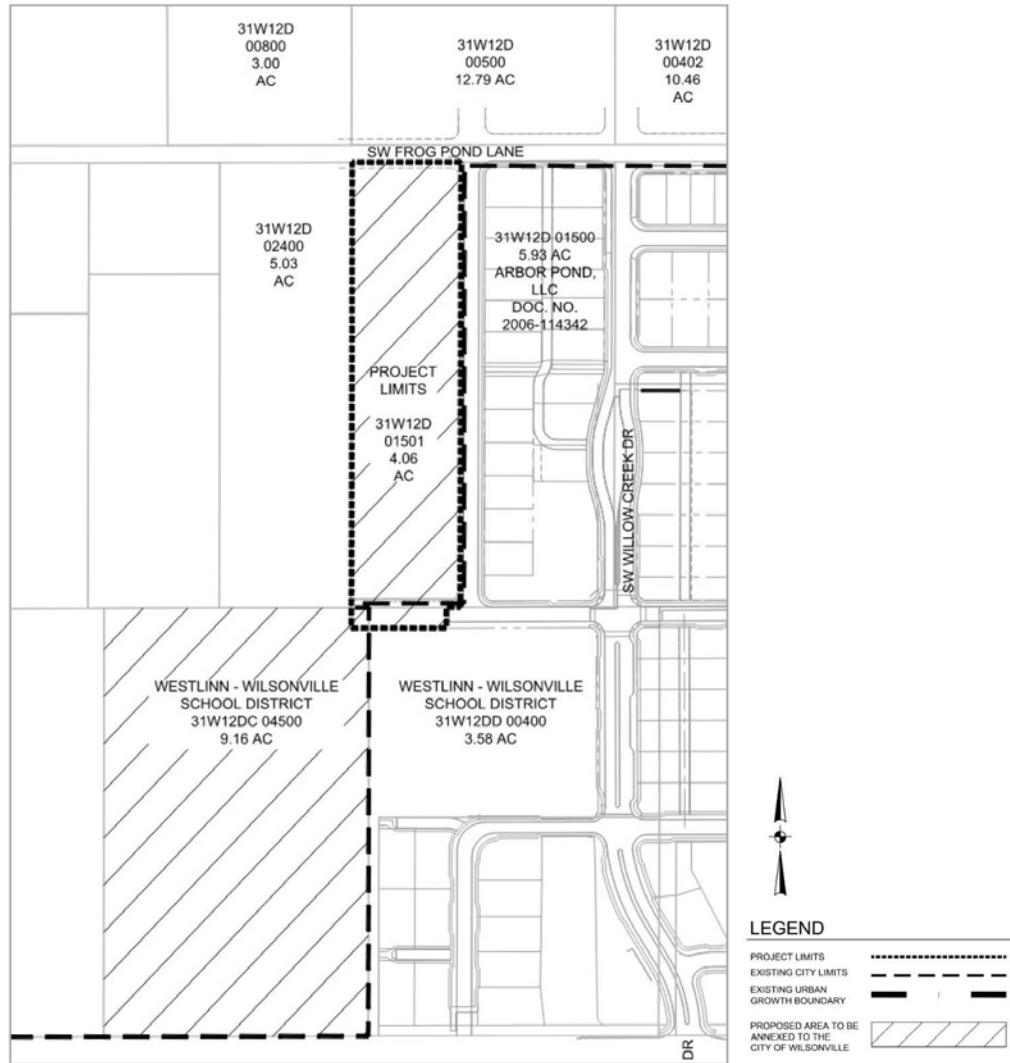 31W12D
00800
3.00
AC
31W12D
00500
12.79 AC
31W12D
00402
10.46
AC
SW FROG POND LANE
31W12D
02400
5.03
AC
31W12D 01500
5.93 AC
ARBOR POND,
LLC
DOC. NO.
2006-114342
PROJECT
LIMITS
31W12D
01501
4.06
AC
SW WILLOW CREEK DR
WESTLINN - WILSONVILLE
SCHOOL DISTRICT
31W12DC 04500
9.16 AC
WESTLINN - WILSONVILLE
SCHOOL DISTRICT
31W12DD 00400
3.58 AC
DR
LEGEND
PROJECT LIMITS
EXISTING CITY LIMITS
EXISTING URBAN
GROWTH BOUNDARY
PROPOSED AREA TO BE
ANNEXED TO THE
CITY OF WILSONVILLE